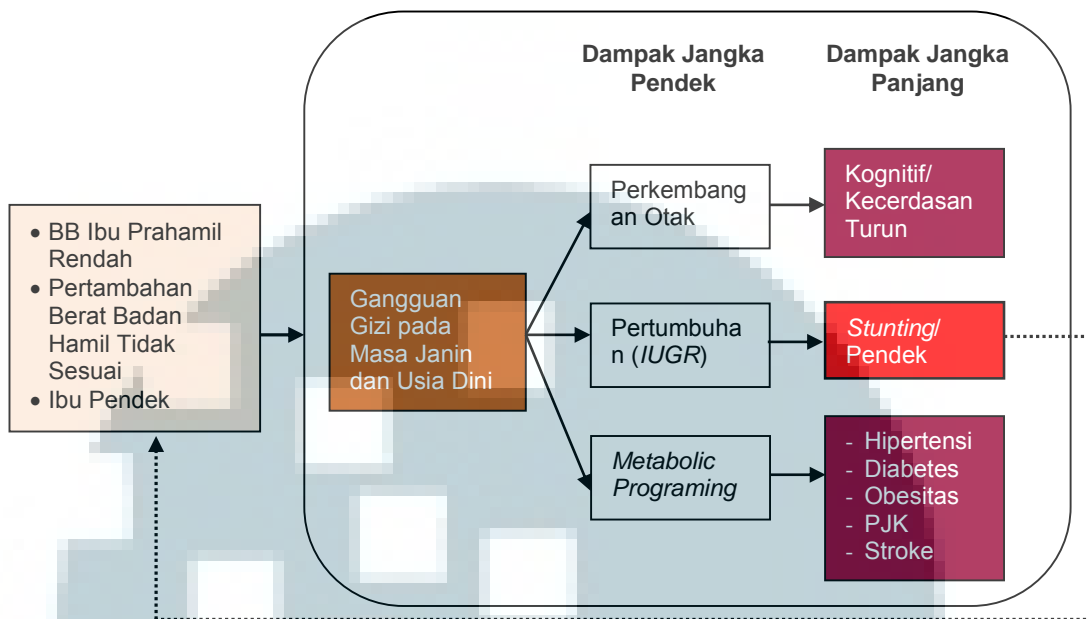 Dampak Jangka
Pendek
Dampak Jangka
Panjang
• BB Ibu Prahamil
Rendah
• Pertambahan
Berat Badan
Hamil Tidak
Sesuai
• Ibu Pendek
Gangguan
Gizi pada
Masa Janin
dan Usia Dini
Perkembang
an Otak
Kognitif/
Kecerdasan
Turun
Pertumbuha
n (IUGR)
Stunting/
Pendek
Metabolic
Programing
- Hipertensi
- Diabetes
- Obesitas
- PJK
- Stroke